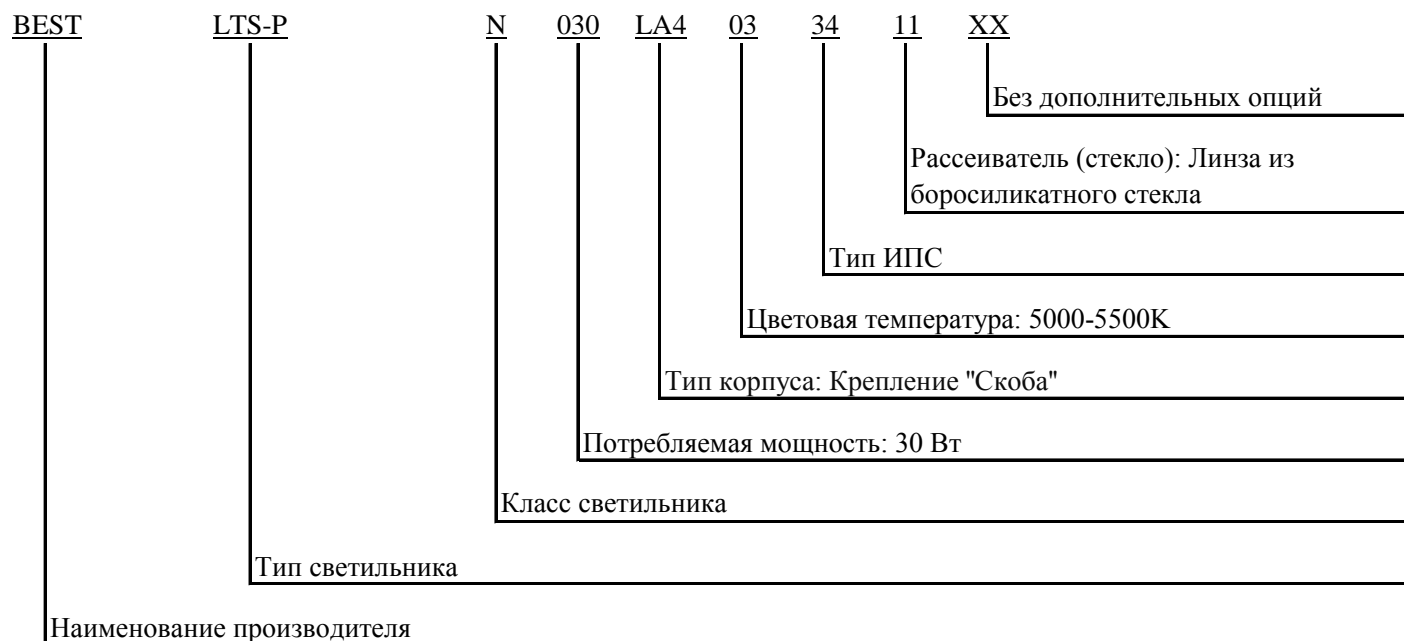 BEST LTS-P N 030 LA4 03 34 11 XX
Без дополнительных опций
Рассеиватель (стекло): Линза из
боросиликатного стекла
Тип ИПС
Цветовая температура: 5000-5500K
Тип корпуса: Крепление "Скоба"
Потребляемая мощность: 30 Вт
Класс светильника
Тип светильника
Наименование производителя